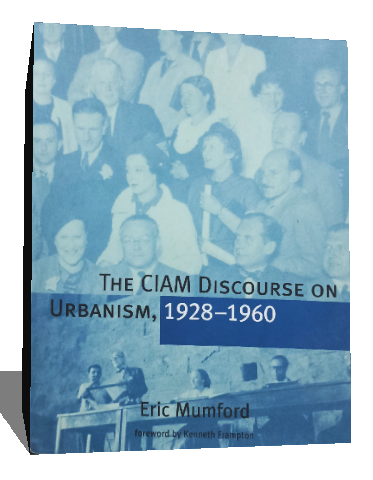 The CIAM Discourse on
Urbanism, 1928–1960
Eric Mumford
foreword by Kenneth Frampton